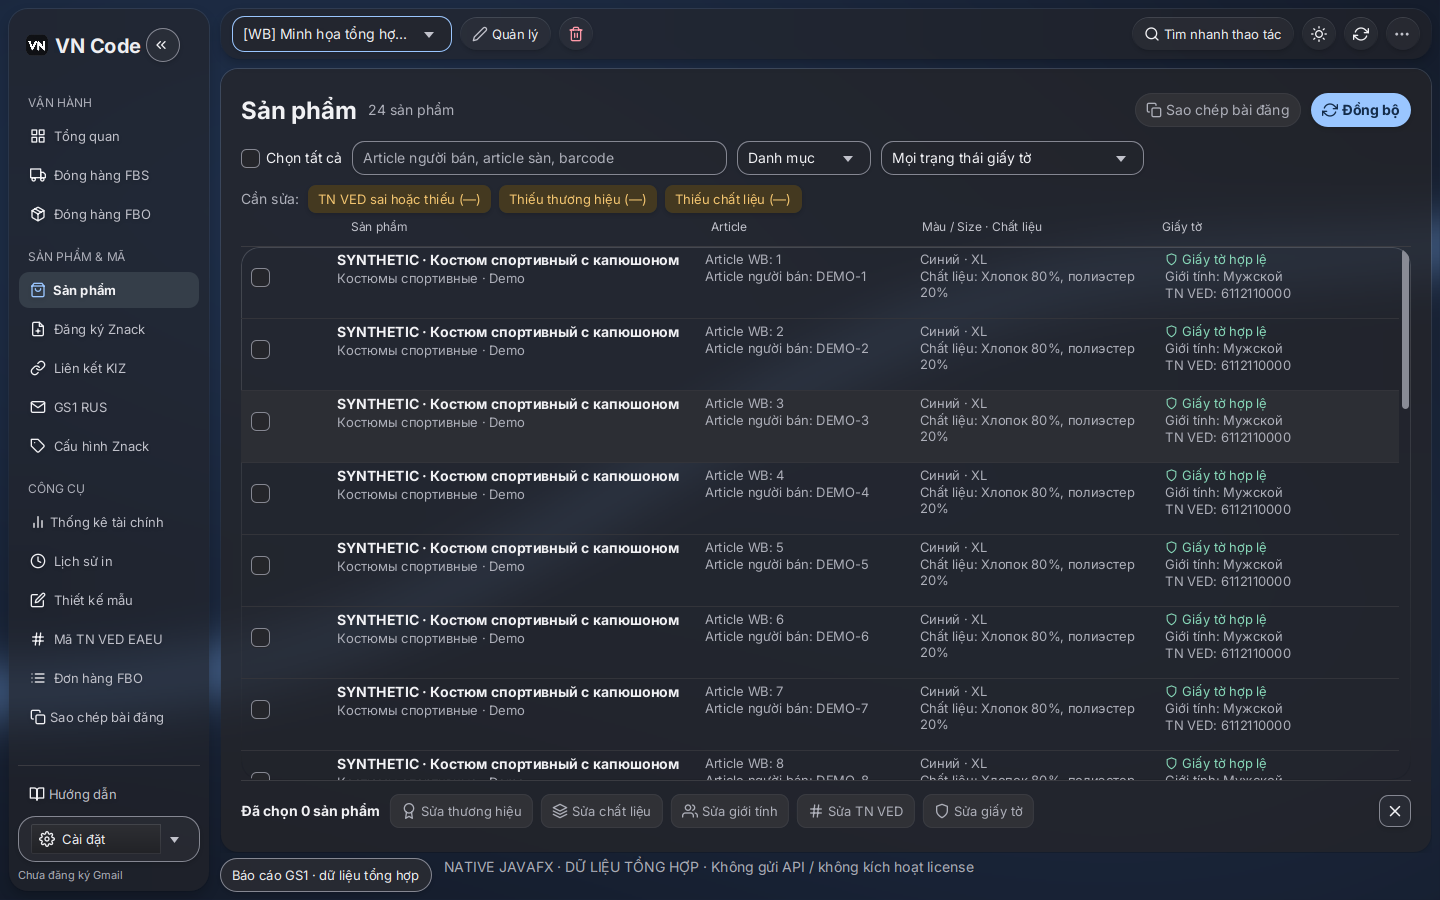 VN VN Code
VẬN HÀNH
Tổng quan
Đóng hàng FBS
Đóng hàng FBO
SẢN PHẨM & MÃ
Sản phẩm
Đăng ký Znack
Liên kết KIZ
GS1 RUS
Cấu hình Znack
CÔNG CỤ
Thống kê tài chính
Lịch sử in
Thiết kế mẫu
Mã TN VED EAEU
Đơn hàng FBO
Sao chép bài đăng
Hướng dẫn
Cài đặt
Chưa đăng ký Gmail
[WB] Minh họa tổng hợ... Quản lý Tìm nhanh thao tác
Sản phẩm 24 sản phẩm Sao chép bài đăng Đồng bộ
Chọn tất cả Article người bán, article sàn, barcode Danh mục Mọi trạng thái giấy tờ
Cần sửa: TN VED sai hoặc thiếu (—) Thiếu thương hiệu (—) Thiếu chất liệu (—)
Sản phẩm Article Màu / Size · Chất liệu Giấy tờ
SYNTHETIC · Костюм спортивный с капюшоном Article WB: 1 Синий · XL Giấy tờ hợp lệ
Костюмы спортивные · Demo Article người bán: DEMO-1 Chất liệu: Хлопок 80%, полиэстер Giới tính: Мужской
20% TN VED: 6112110000
SYNTHETIC · Костюм спортивный с капюшоном Article WB: 2 Синий · XL Giấy tờ hợp lệ
Костюмы спортивные · Demo Article người bán: DEMO-2 Chất liệu: Хлопок 80%, полиэстер Giới tính: Мужской
20% TN VED: 6112110000
SYNTHETIC · Костюм спортивный с капюшоном Article WB: 3 Синий · XL Giấy tờ hợp lệ
Костюмы спортивные · Demo Article người bán: DEMO-3 Chất liệu: Хлопок 80%, полиэстер Giới tính: Мужской
20% TN VED: 6112110000
SYNTHETIC · Костюм спортивный с капюшоном Article WB: 4 Синий · XL Giấy tờ hợp lệ
Костюмы спортивные · Demo Article người bán: DEMO-4 Chất liệu: Хлопок 80%, полиэстер Giới tính: Мужской
20% TN VED: 6112110000
SYNTHETIC · Костюм спортивный с капюшоном Article WB: 5 Синий · XL Giấy tờ hợp lệ
Костюмы спортивные · Demo Article người bán: DEMO-5 Chất liệu: Хлопок 80%, полиэстер Giới tính: Мужской
20% TN VED: 6112110000
SYNTHETIC · Костюм спортивный с капюшоном Article WB: 6 Синий · XL Giấy tờ hợp lệ
Костюмы спортивные · Demo Article người bán: DEMO-6 Chất liệu: Хлопок 80%, полиэстер Giới tính: Мужской
20% TN VED: 6112110000
SYNTHETIC · Костюм спортивный с капюшоном Article WB: 7 Синий · XL Giấy tờ hợp lệ
Костюмы спортивные · Demo Article người bán: DEMO-7 Chất liệu: Хлопок 80%, полиэстер Giới tính: Мужской
20% TN VED: 6112110000
SYNTHETIC · Костюм спортивный с капюшоном Article WB: 8 Синий · XL Giấy tờ hợp lệ
Đã chọn 0 sản phẩm Sửa thương hiệu Sửa chất liệu Sửa giới tính Sửa TN VED Sửa giấy tờ
Báo cáo GS1 · dữ liệu tổng hợp NATIVE JAVAFX · DỮ LIỆU TỔNG HỢP · Không gửi API / không kích hoạt license